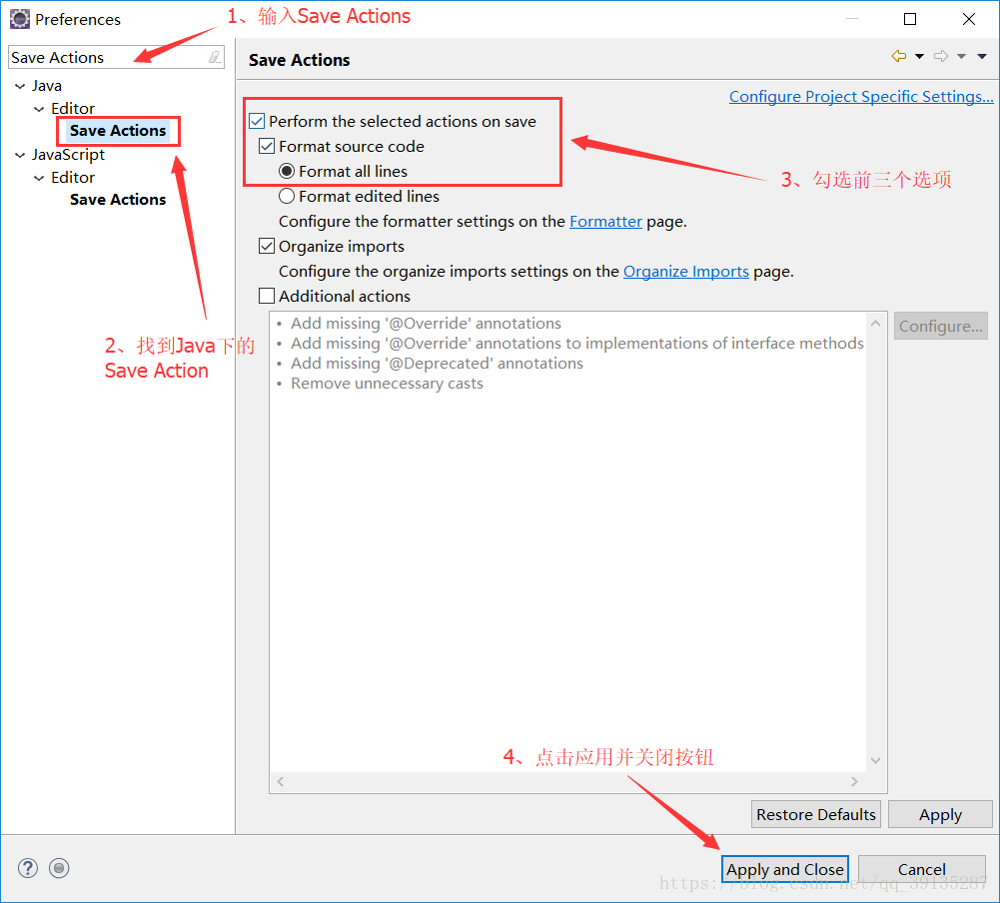 Preferences
1、输入Save Actions
Save Actions
Java
Editor
Save Actions
JavaScript
Editor
Save Actions
2、找到Java下的
Save Action
Save Actions
Configure Project Specific Settings...
Perform the selected actions on save
Format source code
Format all lines
3、勾选前三个选项
Format edited lines
Configure the formatter settings on the Formatter page.
Organize imports
Configure the organize imports settings on the Organize Imports page.
Additional actions
• Add missing '@Override' annotations
• Add missing '@Override' annotations to implementations of interface methods
• Add missing '@Deprecated' annotations
• Remove unnecessary casts
Configure...
4、点击应用并关闭按钮
Restore Defaults
Apply
?
Apply and Close
Cancel
https://blog.csdn.net/qq_39135287